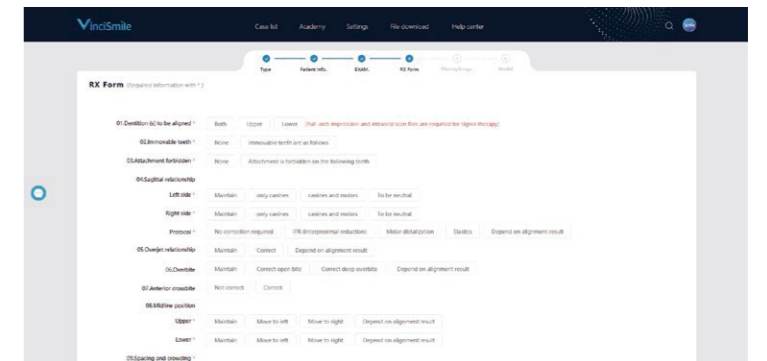 VinciSmile Case list Academy Settings File download Help center
Type Patient Info. EXAM. RX Form Model
RX Form (Required information with *)
01.Dentition (s) to be aligned * Both Upper Lower (Full arch impression and intraoral scan files are required for signle therapy)
02.Immovable teeth * None Immovable teeth are as follows
03.Attachment forbidden * None Attachment is forbidden on the following teeth
04.Sagittal relationship
Left side * Maintain only canines canines and molars To be neutral
Right side * Maintain only canines canines and molars To be neutral
Protocol * No correction required IPR (Interproximal reduction) Molar distalization Elastics Depend on alignment result
05.Overjet relationship Maintain Correct Depend on alignment result
06.Overbite Maintain Correct open bite Correct deep overbite Depend on alignment result
07.Anterior crossbite Not correct Correct
08.Midline position
Upper * Maintain Move to left Move to right Depend on alignment result
Lower * Maintain Move to left Move to right Depend on alignment result
09.Spacing and crowding *